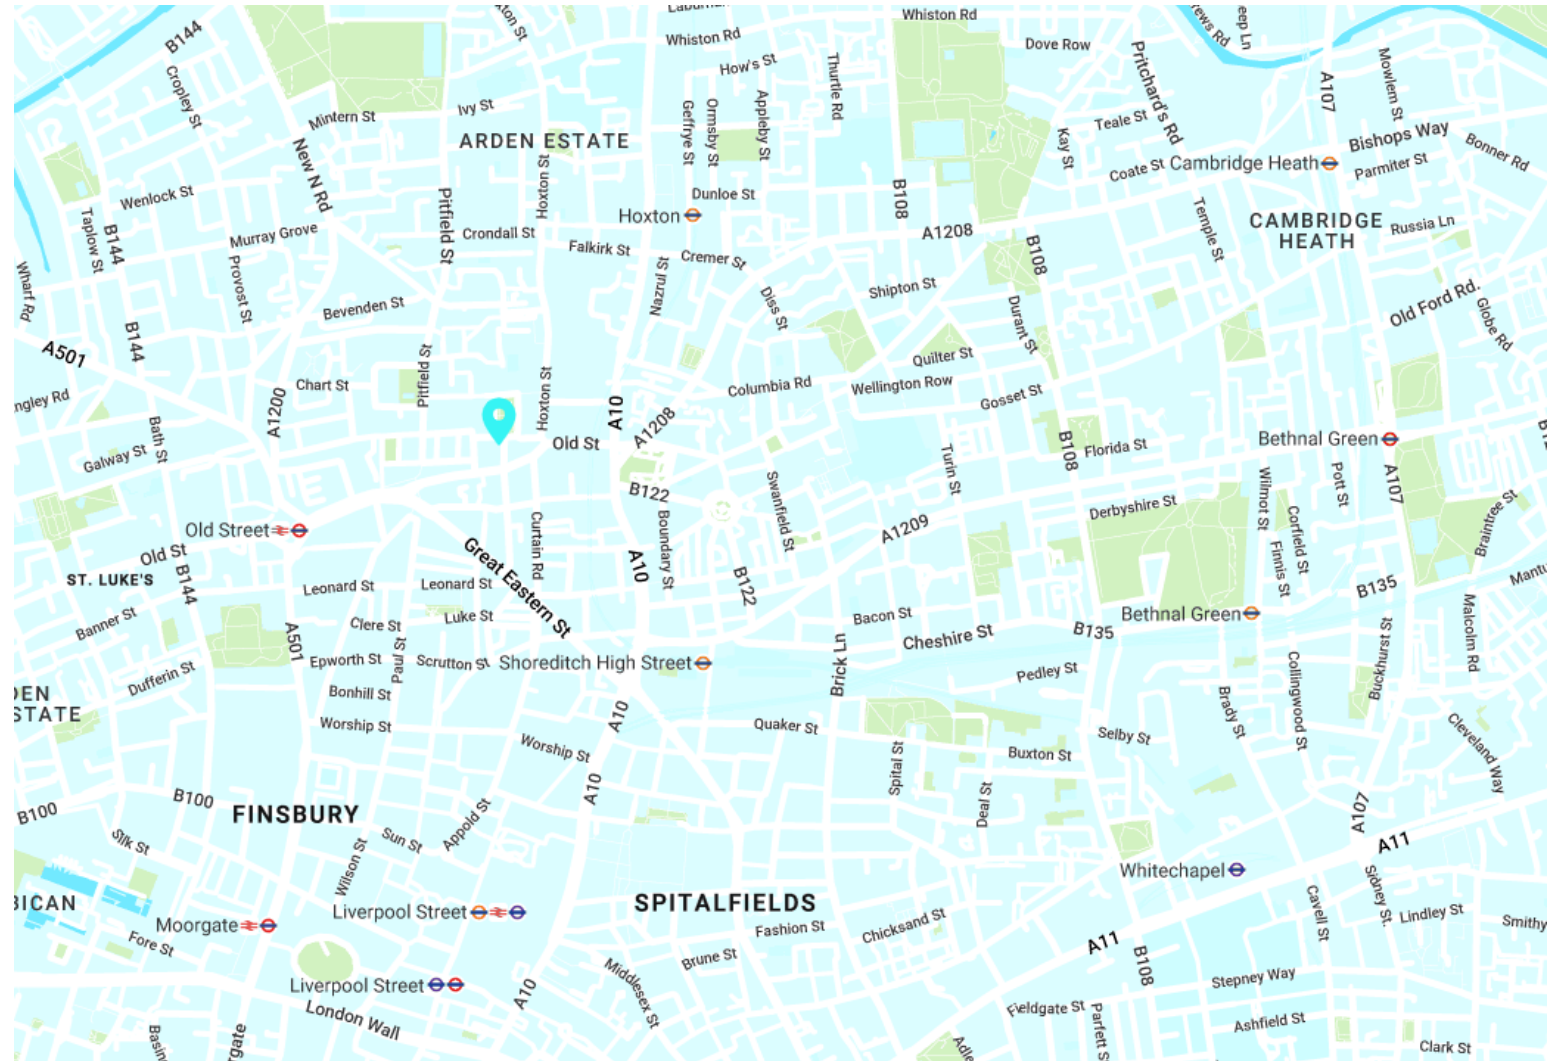 Whiston Rd
Whiston Rd
How's St
Dove Row
B144
Cropley St
Mintern St
Ivy St
ARDEN ESTATE
New N Rd
Geffrye St
Ormsby St
Appleby St
Thurtle Rd
Pritchard's Rd
Teale St
Kay St
Coate St
Cambridge Heath
A107
Mowlem St
Bishops Way
Parmiter St
Bonner Rd
Wenlock St
Taplow St
B144
Murray Grove
Provost St
Pitfield St
Hoxton St
Crondall St
Falkirk St
Hoxton
Dunloe St
Cremer St
Nazrul St
Diss St
B108
A1208
B108
Temple St
CAMBRIDGE
HEATH
Russia Ln
Wharf Rd
Bevenden St
B144
A501
Shipton St
Durant St
Old Ford Rd.
Globe Rd
Chart St
Pitfield St
Hoxton St
A1200
A10
A1208
Columbia Rd
Wellington Row
Quilter St
Gosset St
ngley Rd
Bath St
Galway St
Old St
B122
Swanfield St
Turin St
B108
Florida St
Bethnal Green
A107
Wilmot St
Pott St
Old Street
Old St
ST. LUKE'S
B144
Banner St
Dufferin St
A501
Leonard St
Leonard St
Great Eastern St
Curtain Rd
A10
Boundary St
B122
A1209
Derbyshire St
Corfield St
Finnis St
Braintree St
B135
Bethnal Green
Clere St
Luke St
Paul St
Epworth St
Scrutton St
Shoreditch High Street
Bonhill St
Worship St
Worship St
A10
Bacon St
Cheshire St
B135
Brick Ln
Pedley St
Quaker St
Spital St
Buxton St
Selby St
Deal St
Brady St
Collingwood St
Buckhurst St
Malcolm Rd
Cleveland Way
DEN
STATE
B100
B100
FINSBURY
Silk St
Wilson St
Sun St
Appold St
A10
A107
A11
Whitechapel
BICAN
Moorgate
Fore St
Liverpool Street
Liverpool Street
London Wall
A10
SPITALFIELDS
Fashion St
Brune St
Chicksand St
Middlesex St
A11
B108
Cavell St
Sidney St.
Lindley St
Smithy
Stepney Way
Fieldgate St
Parfett S
Ashfield St
Clark St